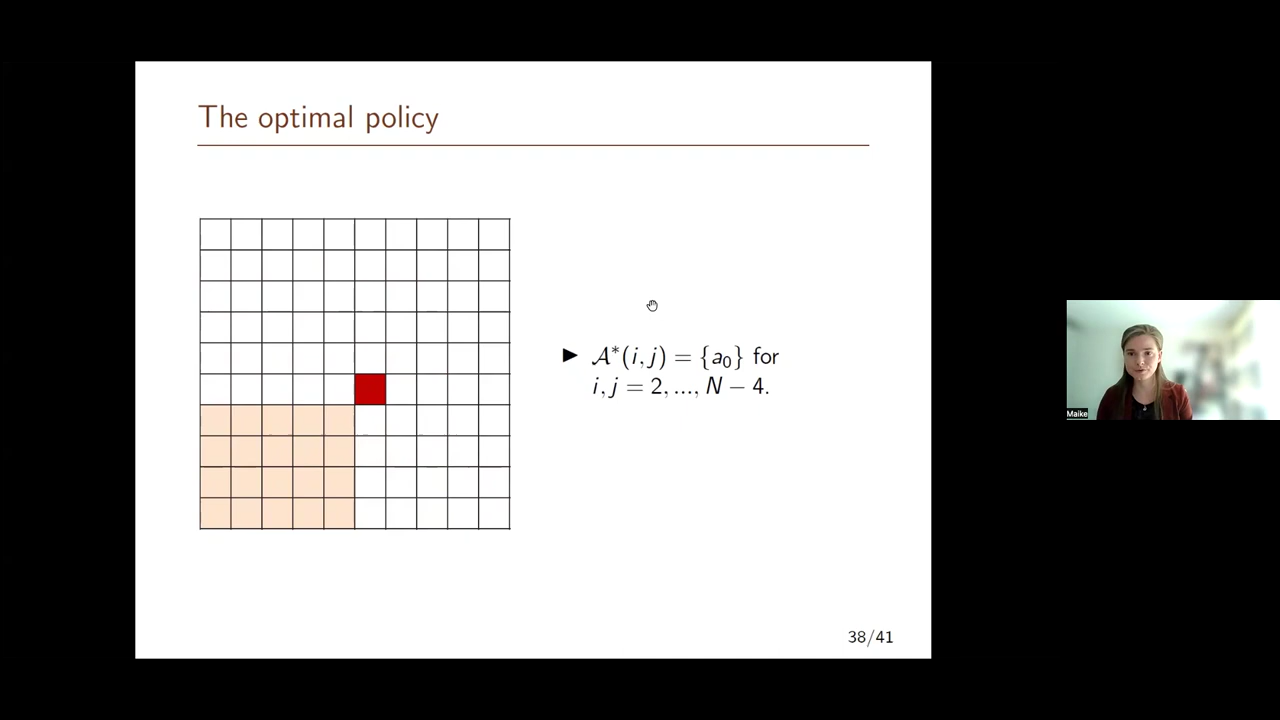 The optimal policy
▶ 𝒜*(i, j) = {a₀} for
i, j = 2, ..., N − 4.
Maike
38/41